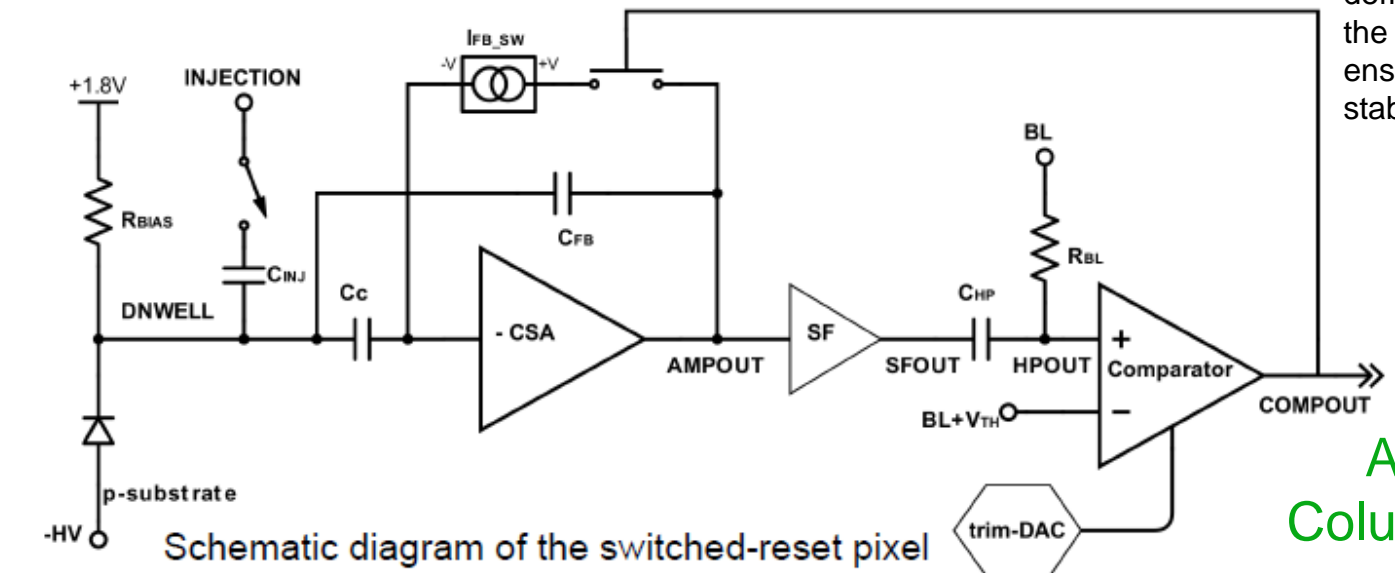 the
ens
stab
IFB_SW
-V
+V
+1.8V
INJECTION
BL
RBIAS
CFB
RBL
CINJ
Cc
CHP
DNWELL
- CSA
SF
+
AMPOUT
SFOUT
HPOUT
Comparator
BL+VTH
−
COMPOUT
p-substrate
-HV
trim-DAC
Schematic diagram of the switched-reset pixel
A
Colu